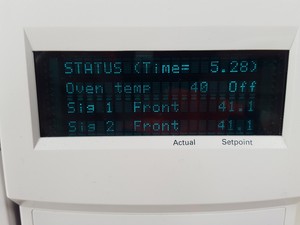 STATUS (Time= 5.28)
Oven temp 40 Off
Sig 1 Front 41.1
Sig 2 Front 41.1
Actual Setpoint